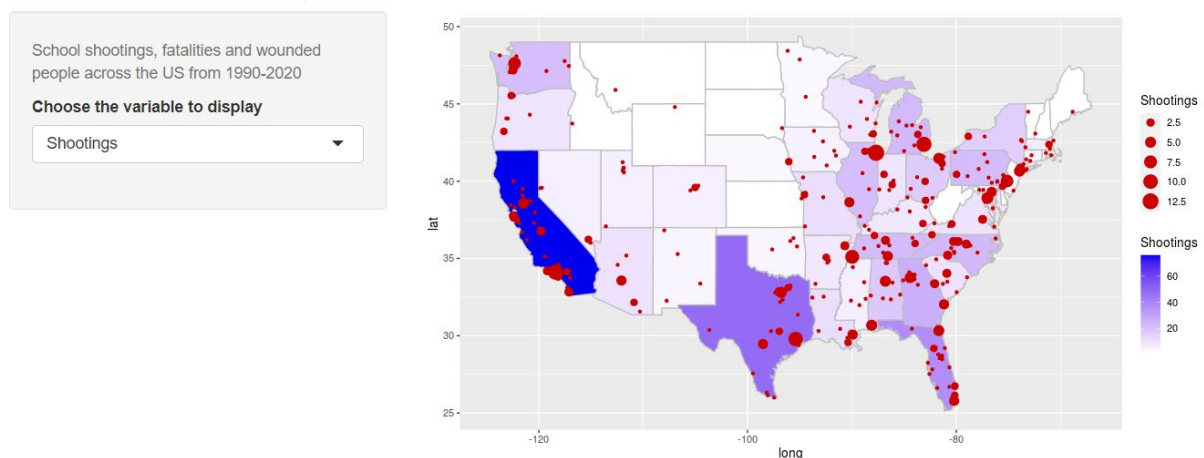 School shootings, fatalities and wounded
people across the US from 1990-2020
Choose the variable to display
Shootings
50
45
40
35
30
25
lat
-120
-100
-80
long
Shootings
2.5
5.0
7.5
10.0
12.5
Shootings
60
40
20